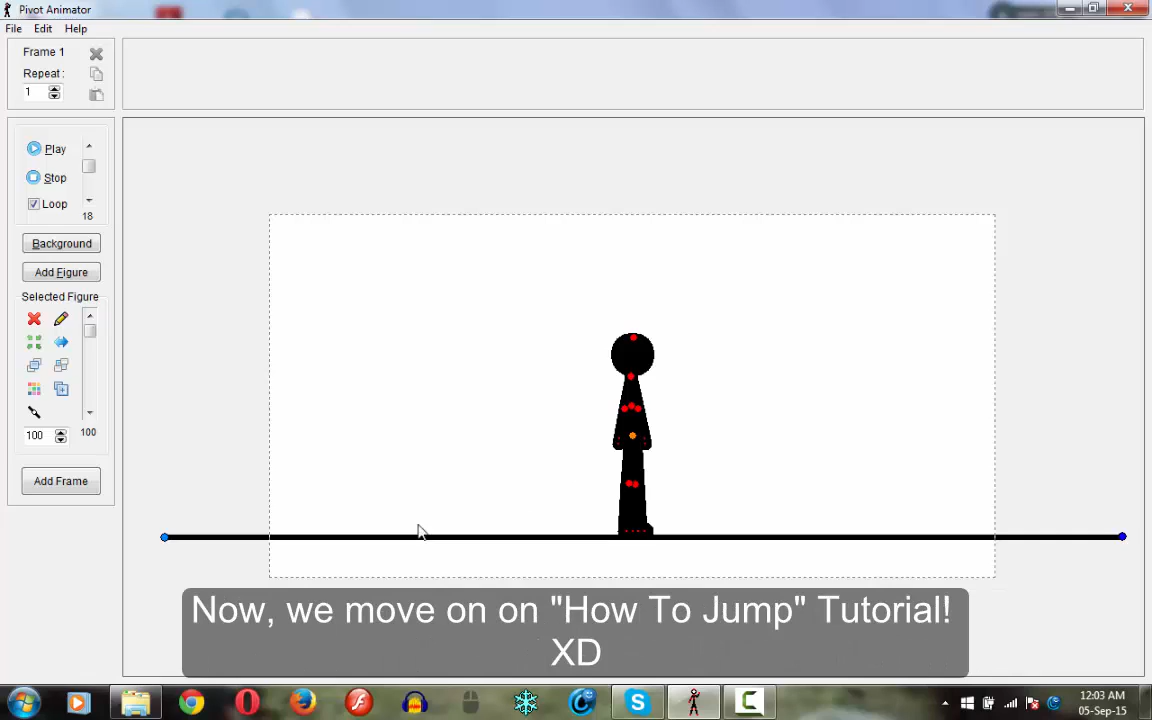 Pivot Animator
File Edit Help
Frame 1
Repeat :
1
Play
Stop
Loop
18
Background
Add Figure
Selected Figure
100
100
Add Frame
Now, we move on on "How To Jump" Tutorial!
XD
12:03 AM
05-Sep-15